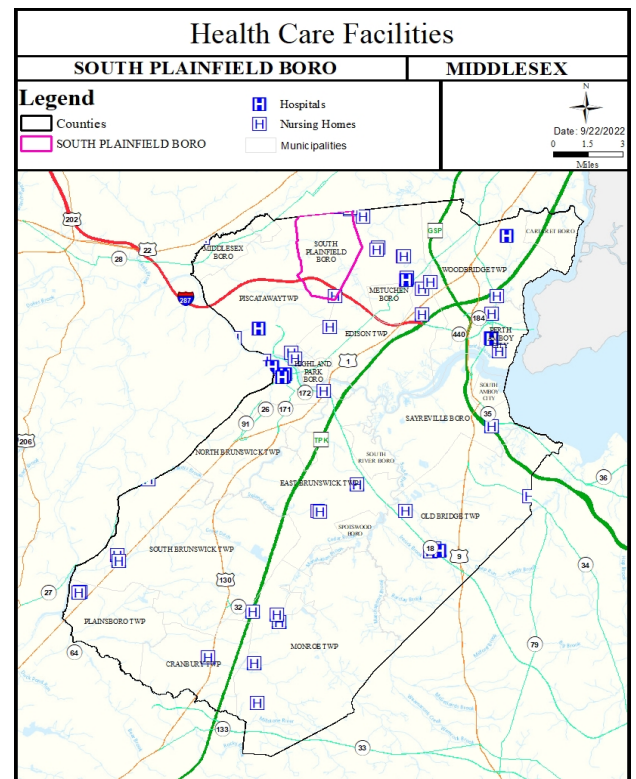 Health Care Facilities
SOUTH PLAINFIELD BORO
MIDDLESEX
Legend
Counties
SOUTH PLAINFIELD BORO
H Hospitals
H Nursing Homes
Municipalities
N
Date: 9/22/2022
0 1.5 3
Miles
202
22
28
MIDDLESEX
BORO
SOUTH
PLAINFIELD
BORO
GSP
CARTERET BORO
WOODBRIDGE TWP
METUCHEN
BORO
287
PISCATAWAY TWP
EDISON TWP
184
440
PERTH
AMBOY
CITY
1
HIGHLAND
PARK
BORO
172
SOUTH
AMBOY
CITY
26
171
91
35
SAYREVILLE BORO
206
TPK
NORTH BRUNSWICK TWP
SOUTH
RIVER BORO
36
EAST BRUNSWICK TWP
OLD BRIDGE TWP
SPOTSWOOD
BORO
SOUTH BRUNSWICK TWP
18
9
34
130
27
32
PLAINSBORO TWP
MONROE TWP
79
64
CRANBURY TWP
133
33